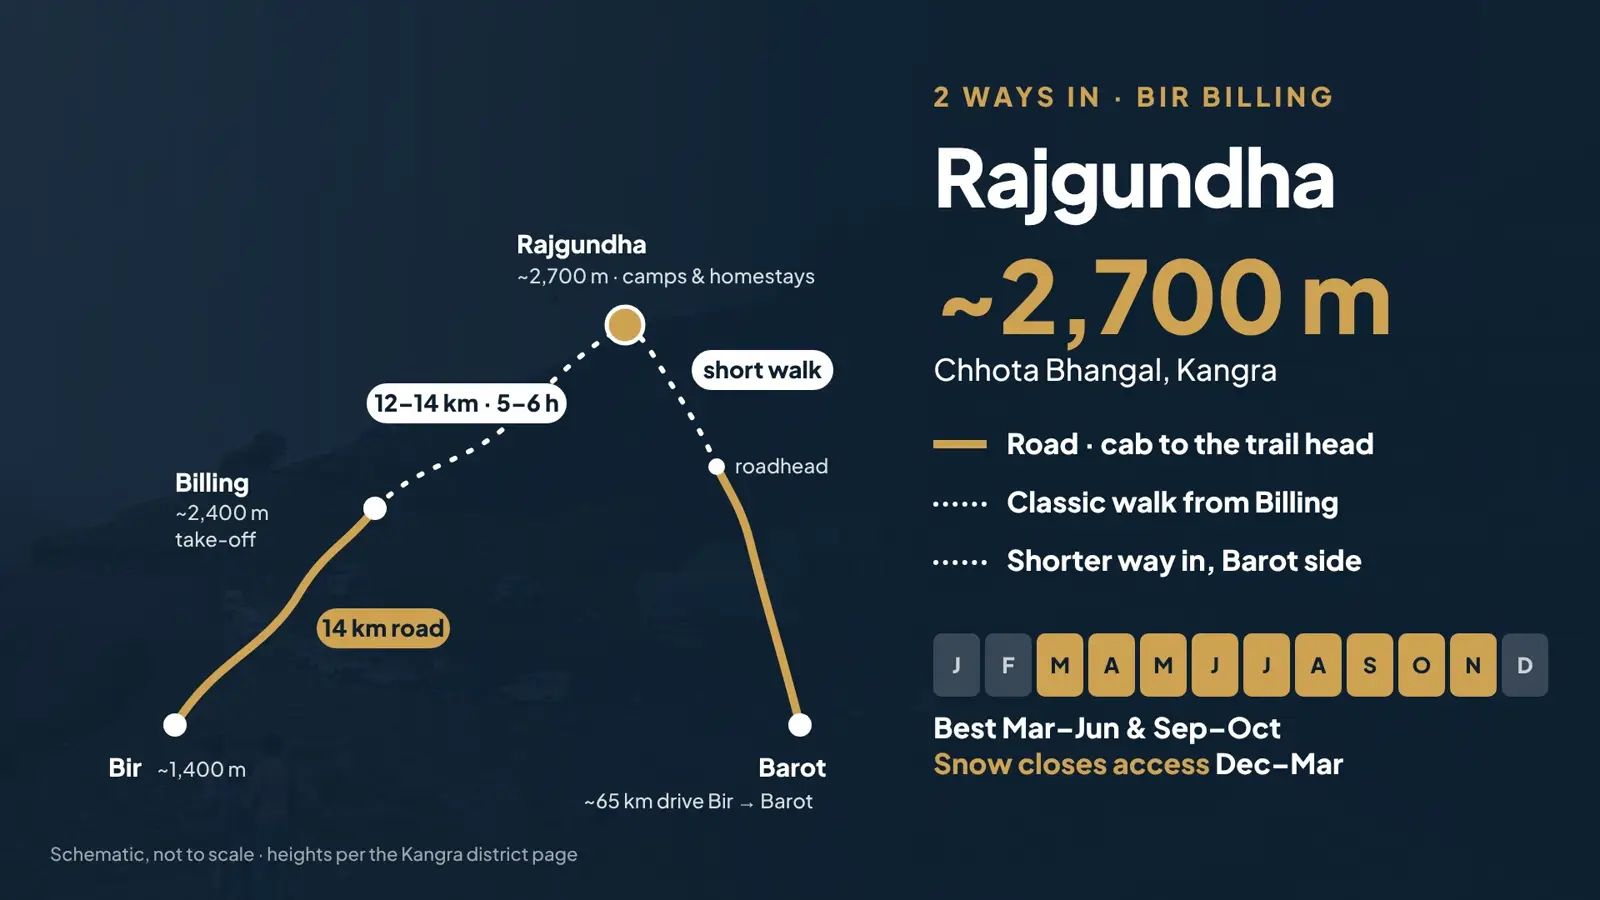 2 WAYS IN · BIR BILLING
Rajgundha
~2,700 m
Chhota Bhangal, Kangra
Road · cab to the trail head
Classic walk from Billing
Shorter way in, Barot side
J F M A M J J A S O N D
Best Mar–Jun & Sep–Oct
Snow closes access Dec–Mar
Rajgundha
~2,700 m · camps & homestays
short walk
12–14 km · 5–6 h
roadhead
Billing
~2,400 m
take-off
14 km road
Bir ~1,400 m
Barot
~65 km drive Bir → Barot
Schematic, not to scale · heights per the Kangra district page